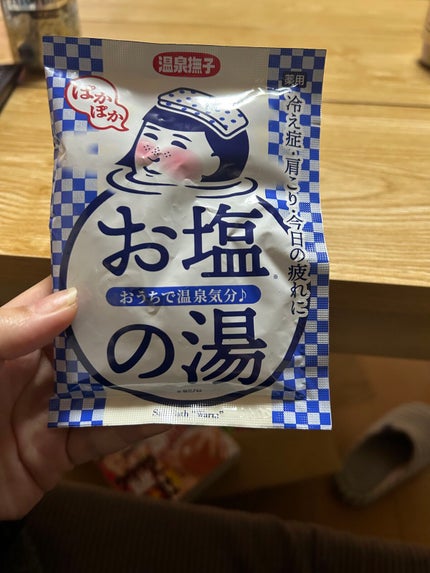 温泉撫子
ぽかぽか
薬用
冷え症・肩こり・今日の疲れに
お塩の湯
おうちで温泉気分♪